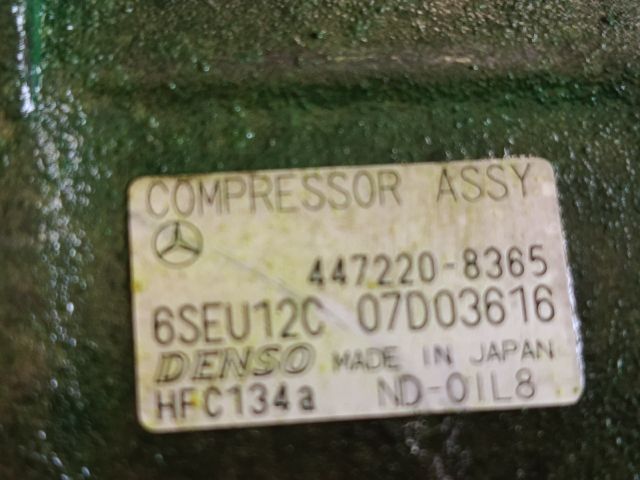 COMPRESSOR ASSY
447220-8365
6SEU12C 07D03616
DENSO MADE IN JAPAN
HFC134a ND-OIL8